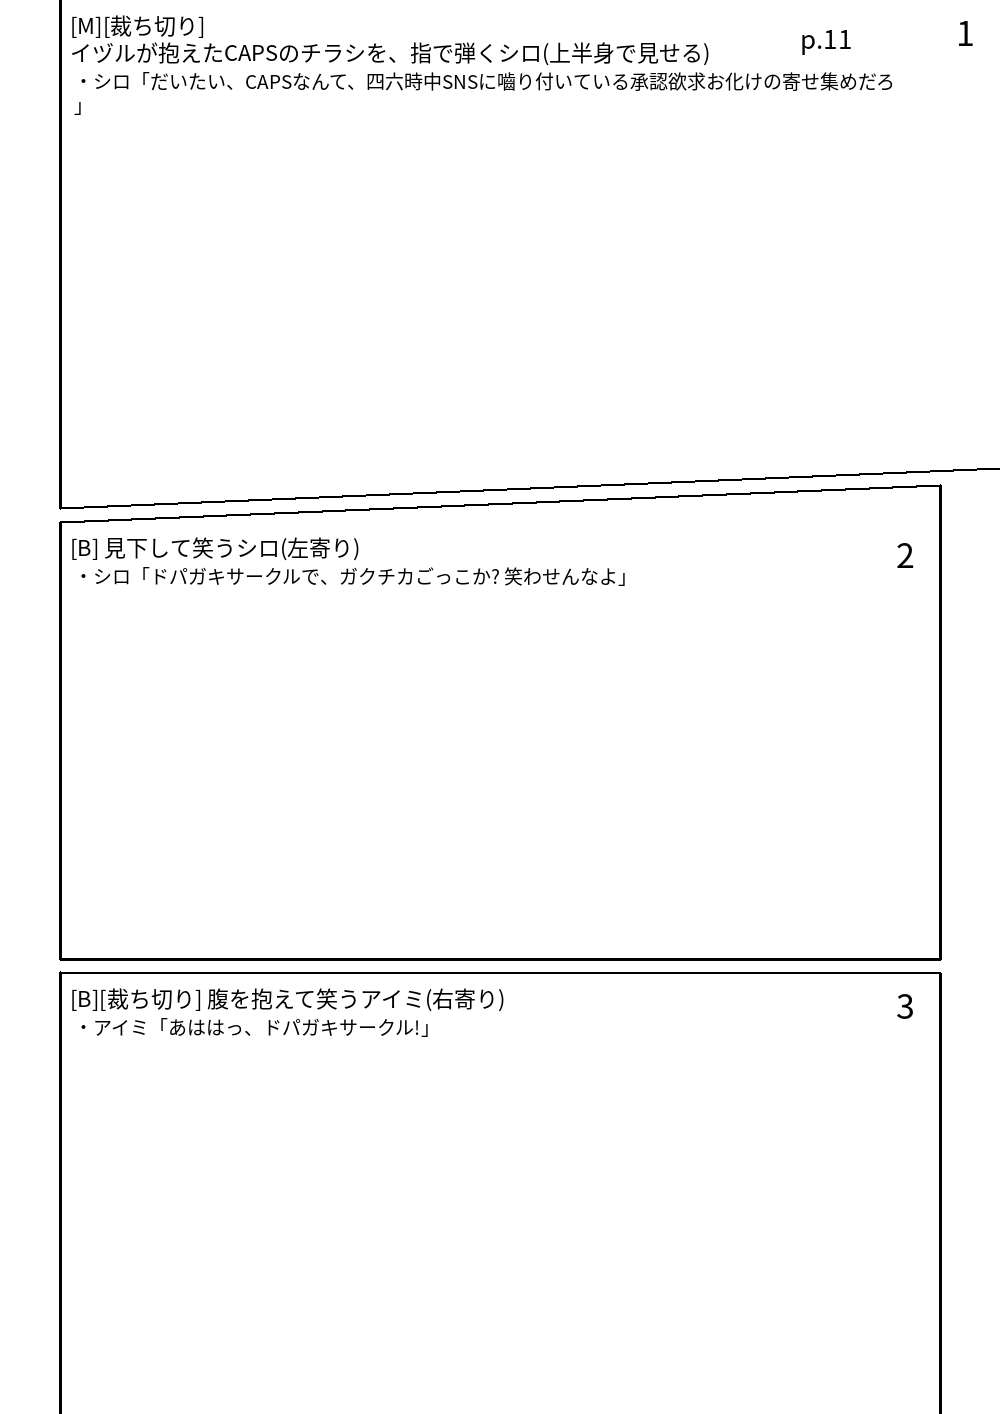 [M][裁ち切り]
イヅルが抱えたCAPSのチラシを、指で弾くシロ(上半身で見せる)
p.11
1
・シロ「だいたい、CAPSなんて、四六時中SNSに嚙り付いている承認欲求お化けの寄せ集めだろ
」
[B] 見下して笑うシロ(左寄り)
2
・シロ「ドパガキサークルで、ガクチカごっこか? 笑わせんなよ」
[B][裁ち切り] 腹を抱えて笑うアイミ(右寄り)
3
・アイミ「あははっ、ドパガキサークル!」